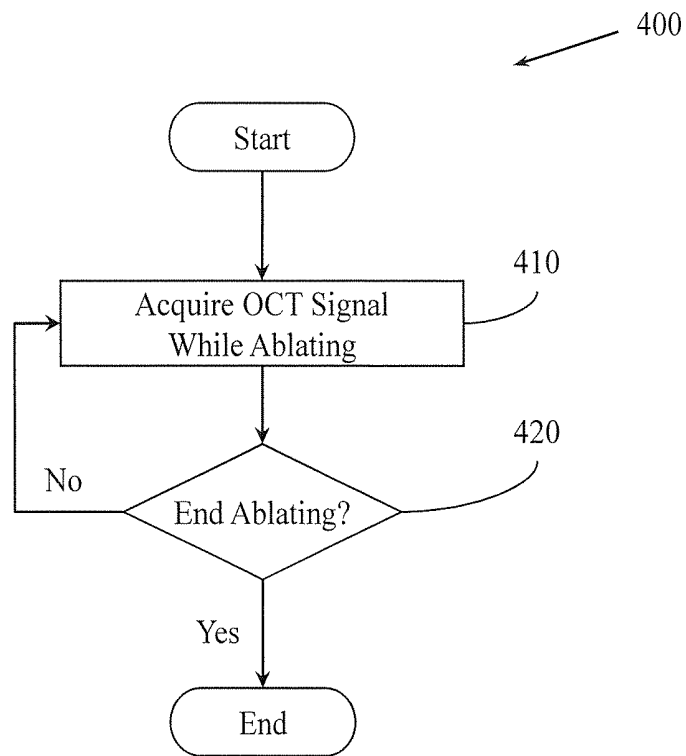 400
Start
410
Acquire OCT Signal
While Ablating
420
No
End Ablating?
Yes
End